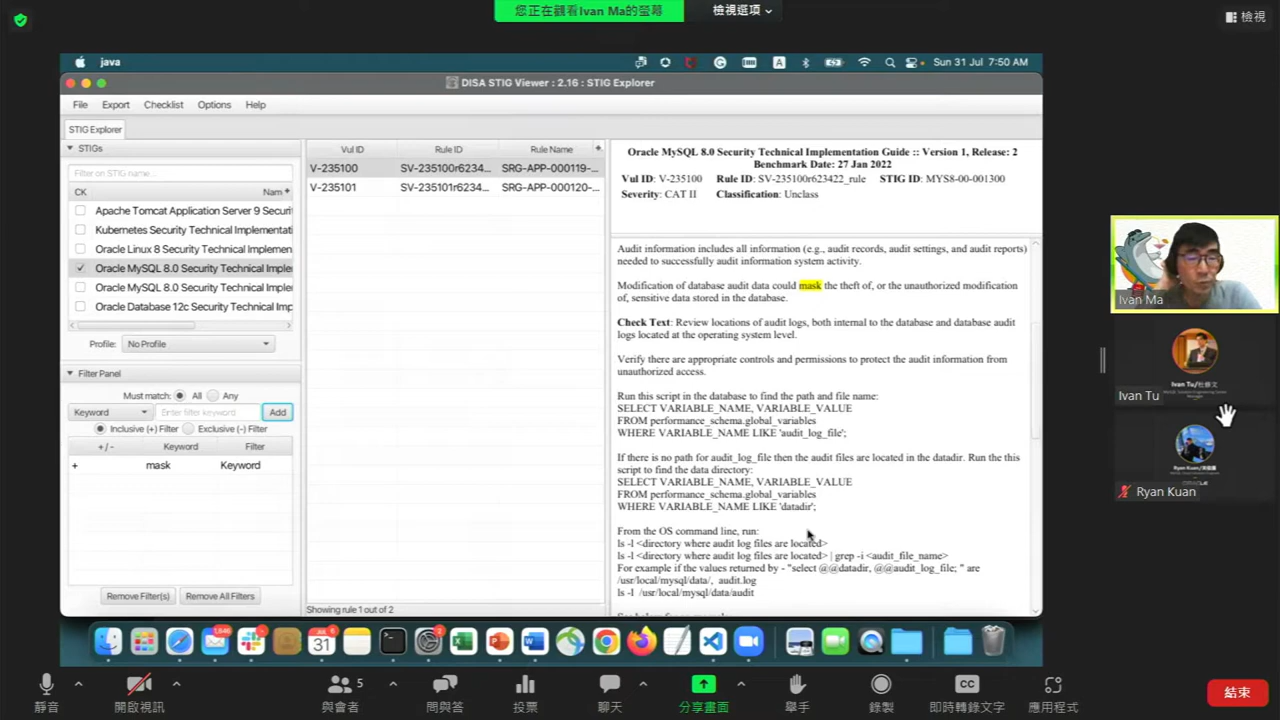 您正在觀看Ivan Ma的螢幕
檢視選項
檢視
java
Sun 31 Jul 7:50 AM
DISA STIG Viewer : 2.16 : STIG Explorer
File Export Checklist Options Help
STIG Explorer
STIGs
Filter on STIG name...
CK Nam
Apache Tomcat Application Server 9 Securit
Kubernetes Security Technical Implementati
Oracle Linux 8 Security Technical Implemen
Oracle MySQL 8.0 Security Technical Imple
Oracle MySQL 8.0 Security Technical Imple
Oracle Database 12c Security Technical Imp
Profile: No Profile
Filter Panel
Must match: All Any
Keyword Enter filter keyword Add
Inclusive (+) Filter Exclusive (-) Filter
+ / - Keyword Filter
+ mask Keyword
Remove Filter(s) Remove All Filters
Vul ID Rule ID Rule Name
V-235100 SV-235100r6234... SRG-APP-000119-...
V-235101 SV-235101r6234... SRG-APP-000120-...
Showing rule 1 out of 2
Oracle MySQL 8.0 Security Technical Implementation Guide :: Version 1, Release: 2
Benchmark Date: 27 Jan 2022
Vul ID: V-235100 Rule ID: SV-235100r623422_rule STIG ID: MYS8-00-001300
Severity: CAT II Classification: Unclass
Audit information includes all information (e.g., audit records, audit settings, and audit reports)
needed to successfully audit information system activity.
Modification of database audit data could mask the theft of, or the unauthorized modification
of, sensitive data stored in the database.
Check Text: Review locations of audit logs, both internal to the database and database audit
logs located at the operating system level.
Verify there are appropriate controls and permissions to protect the audit information from
unauthorized access.
Run this script in the database to find the path and file name:
SELECT VARIABLE_NAME, VARIABLE_VALUE
FROM performance_schema.global_variables
WHERE VARIABLE_NAME LIKE 'audit_log_file';
If there is no path for audit_log_file then the audit files are located in the datadir. Run the this
script to find the data directory:
SELECT VARIABLE_NAME, VARIABLE_VALUE
FROM performance_schema.global_variables
WHERE VARIABLE_NAME LIKE 'datadir';
From the OS command line, run:
ls -l <directory where audit log files are located>
ls -l <directory where audit log files are located> | grep -i <audit_file_name>
For example if the values returned by - "select @@datadir, @@audit_log_file; " are
/usr/local/mysql/data/, audit.log
ls -l /usr/local/mysql/data/audit
Ivan Ma
Ivan Tu/杜修文
Ivan Tu
Ryan Kuan
ORACLE
Ryan Kuan
JUL
31
靜音
開啟視訊
5
與會者
問與答
投票
聊天
分享畫面
舉手
錄製
CC
即時轉錄文字
應用程式
結束